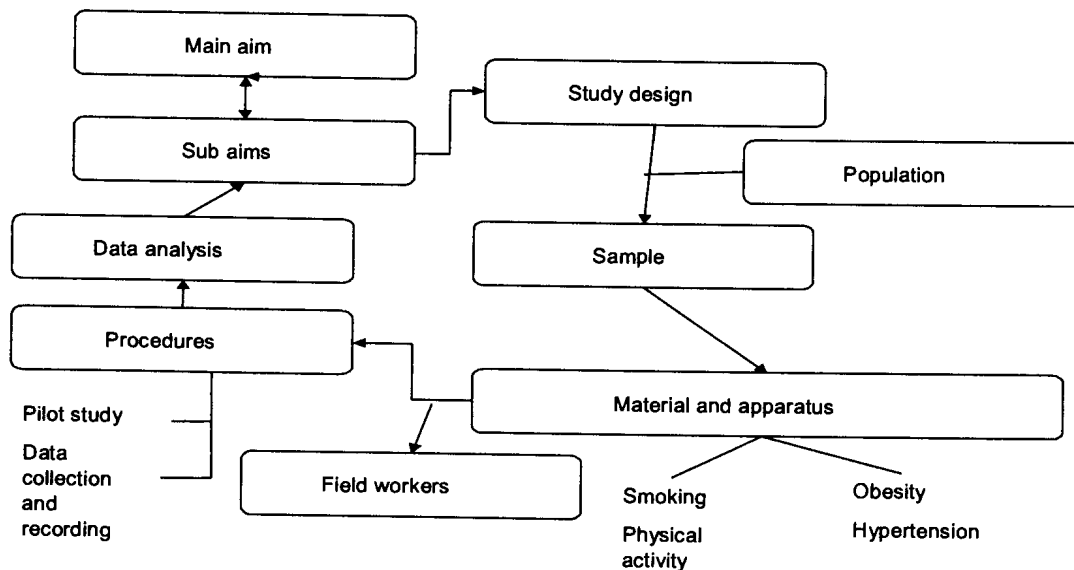 Main aim
Study design
Sub aims
Population
Data analysis
Sample
Procedures
Material and apparatus
Pilot study
Data
collection
and
recording
Field workers
Smoking
Physical
activity
Obesity
Hypertension